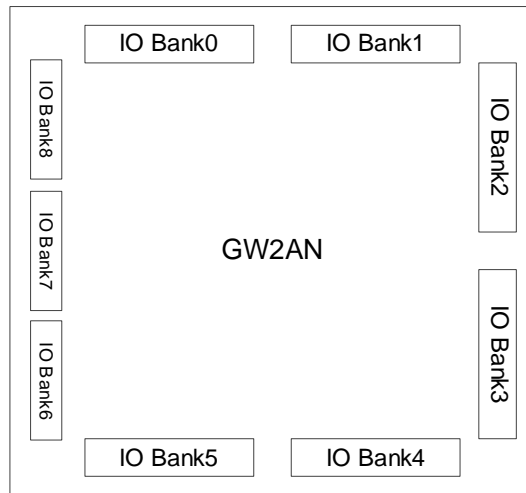 IO Bank0
IO Bank1
IO Bank8
IO Bank2
IO Bank7
GW2AN
IO Bank3
IO Bank6
IO Bank5
IO Bank4